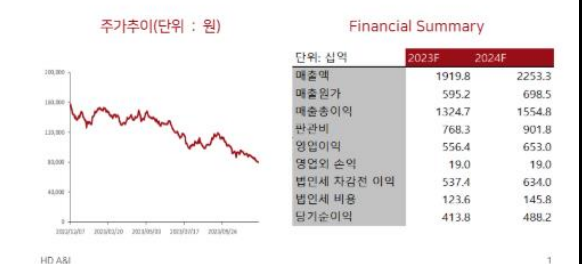 주가추이(단위 : 원)
Financial Summary
단위: 십억 2023F 2024F
매출액 1919.8 2253.3
매출원가 595.2 698.5
매출총이익 1324.7 1554.8
판관비 768.3 901.8
영업이익 556.4 653.0
영업외 손익 19.0 19.0
법인세 차감전 이익 537.4 634.0
법인세 비용 123.6 145.8
당기순이익 413.8 488.2
200,000
160,000
120,000
80,000
40,000
0
HD A&I
1